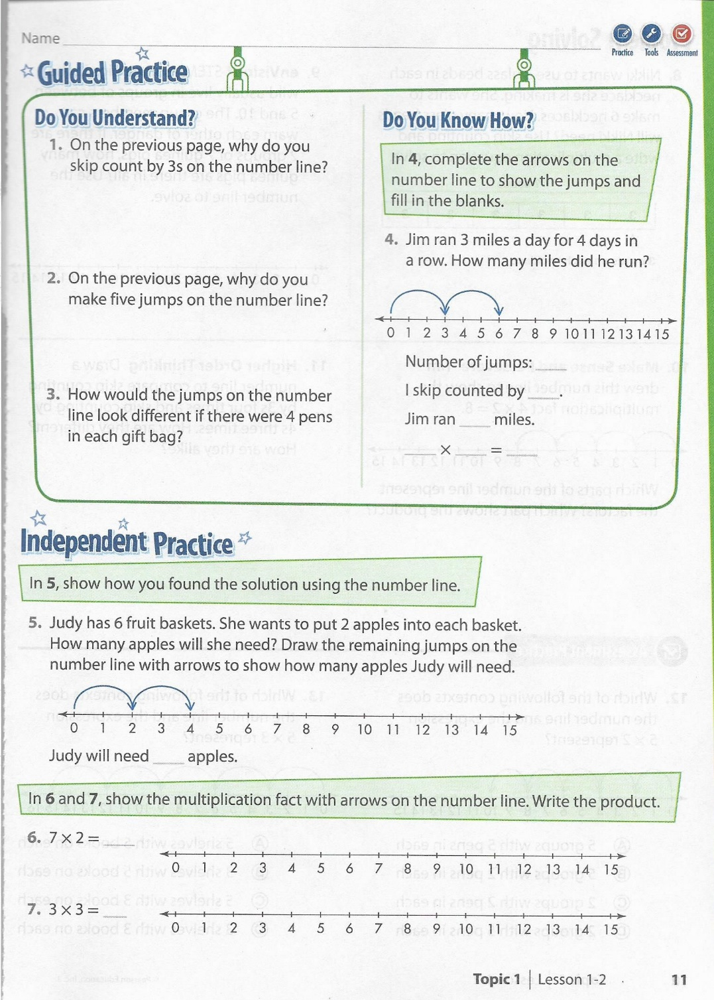 Name
Practice Tools Assessment
Guided Practice
Do You Understand?
1. On the previous page, why do you
skip count by 3s on the number line?
2. On the previous page, why do you
make five jumps on the number line?
3. How would the jumps on the number
line look different if there were 4 pens
in each gift bag?
Do You Know How?
In 4, complete the arrows on the
number line to show the jumps and
fill in the blanks.
4. Jim ran 3 miles a day for 4 days in
a row. How many miles did he run?
0 1 2 3 4 5 6 7 8 9 10 11 12 13 14 15
Number of jumps: ____
I skip counted by ____.
Jim ran ____ miles.
____ × ____ = ____
Independent Practice
In 5, show how you found the solution using the number line.
5. Judy has 6 fruit baskets. She wants to put 2 apples into each basket.
How many apples will she need? Draw the remaining jumps on the
number line with arrows to show how many apples Judy will need.
0 1 2 3 4 5 6 7 8 9 10 11 12 13 14 15
Judy will need ____ apples.
In 6 and 7, show the multiplication fact with arrows on the number line. Write the product.
6. 7 × 2 = ____
0 1 2 3 4 5 6 7 8 9 10 11 12 13 14 15
7. 3 × 3 = ____
0 1 2 3 4 5 6 7 8 9 10 11 12 13 14 15
Topic 1 | Lesson 1-2 11